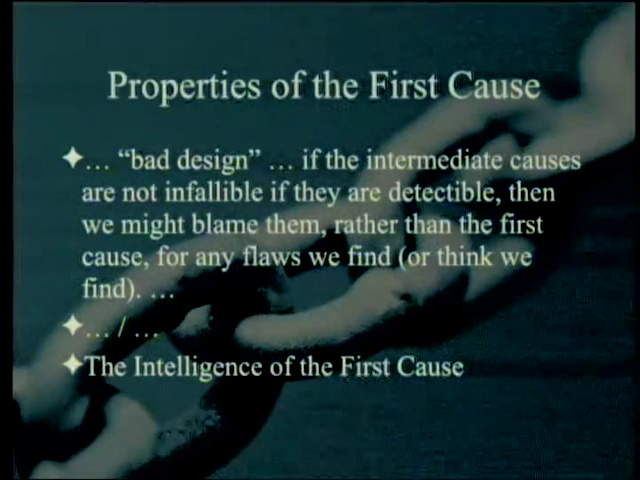 Properties of the First Cause
… “bad design” … if the intermediate causes
are not infallible if they are detectible, then
we might blame them, rather than the first
cause, for any flaws we find (or think we
find). …
… / …
The Intelligence of the First Cause